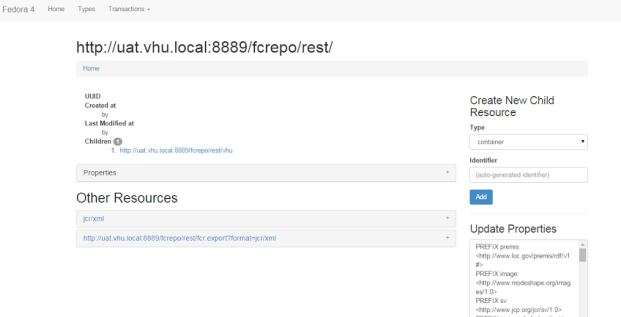 Fedora 4 Home Types Transactions
http://uat.vhu.local:8889/fcrepo/rest/
Home
UUID
Created at
by
Last Modified at
by
Children 1
1. http://uat.vhu.local:8889/fcrepo/rest/vhu
Properties +
Other Resources
jcr/xml +
http://uat.vhu.local:8889/fcrepo/rest/fcr:export?format=jcr/xml +
Create New Child
Resource
Type
container
Identifier
(auto-generated identifier)
Add
Update Properties
PREFIX premis:
<http://www.loc.gov/premis/rdf/v1
#>
PREFIX image:
<http://www.modeshape.org/imag
es/1.0>
PREFIX sv:
<http://www.jcp.org/jcr/sv/1.0>